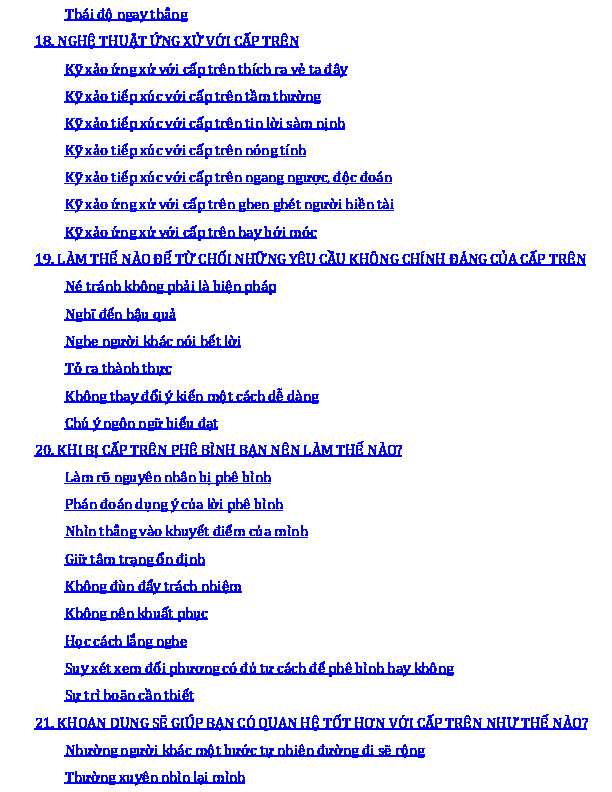 Thái độ ngay thẳng
18. NGHỆ THUẬT ỨNG XỬ VỚI CẤP TRÊN
Kỹ xảo ứng xử với cấp trên thích ra vẻ ta đây
Kỹ xảo tiếp xúc với cấp trên tầm thường
Kỹ xảo tiếp xúc với cấp trên tin lời sàm nịnh
Kỹ xảo tiếp xúc với cấp trên nóng tính
Kỹ xảo tiếp xúc với cấp trên ngang ngược, độc đoán
Kỹ xảo ứng xử với cấp trên ghen ghét người hiền tài
Kỹ xảo ứng xử với cấp trên hay bới móc
19. LÀM THẾ NÀO ĐỂ TỪ CHỐI NHỮNG YÊU CẦU KHÔNG CHÍNH ĐÁNG CỦA CẤP TRÊN
Né tránh không phải là biện pháp
Nghĩ đến hậu quả
Nghe người khác nói hết lời
Tỏ ra thành thực
Không thay đổi ý kiến một cách dễ dàng
Chú ý ngôn ngữ biểu đạt
20. KHI BỊ CẤP TRÊN PHÊ BÌNH BẠN NÊN LÀM THẾ NÀO?
Làm rõ nguyên nhân bị phê bình
Phán đoán dụng ý của lời phê bình
Nhìn thẳng vào khuyết điểm của mình
Giữ tâm trạng ổn định
Không đùn đẩy trách nhiệm
Không nên khuất phục
Học cách lắng nghe
Suy xét xem đối phương có đủ tư cách để phê bình hay không
Sự trì hoãn cần thiết
21. KHOAN DUNG SẼ GIÚP BẠN CÓ QUAN HỆ TỐT HƠN VỚI CẤP TRÊN NHƯ THẾ NÀO?
Nhường người khác một bước tự nhiên đường đi sẽ rộng
Thường xuyên nhìn lại mình